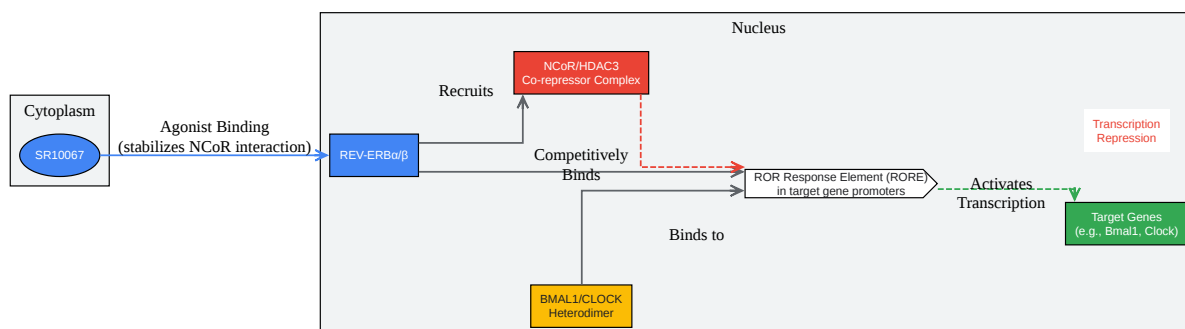 Nucleus
NCoR/HDAC3
Co-repressor Complex
Recruits
Cytoplasm
SR10067
Agonist Binding
(stabilizes NCoR interaction)
REV-ERBα/β
Competitively
Binds
Transcription
Repression
ROR Response Element (RORE)
in target gene promoters
Activates
Transcription
Target Genes
(e.g., Bmal1, Clock)
Binds to
BMAL1/CLOCK
Heterodimer